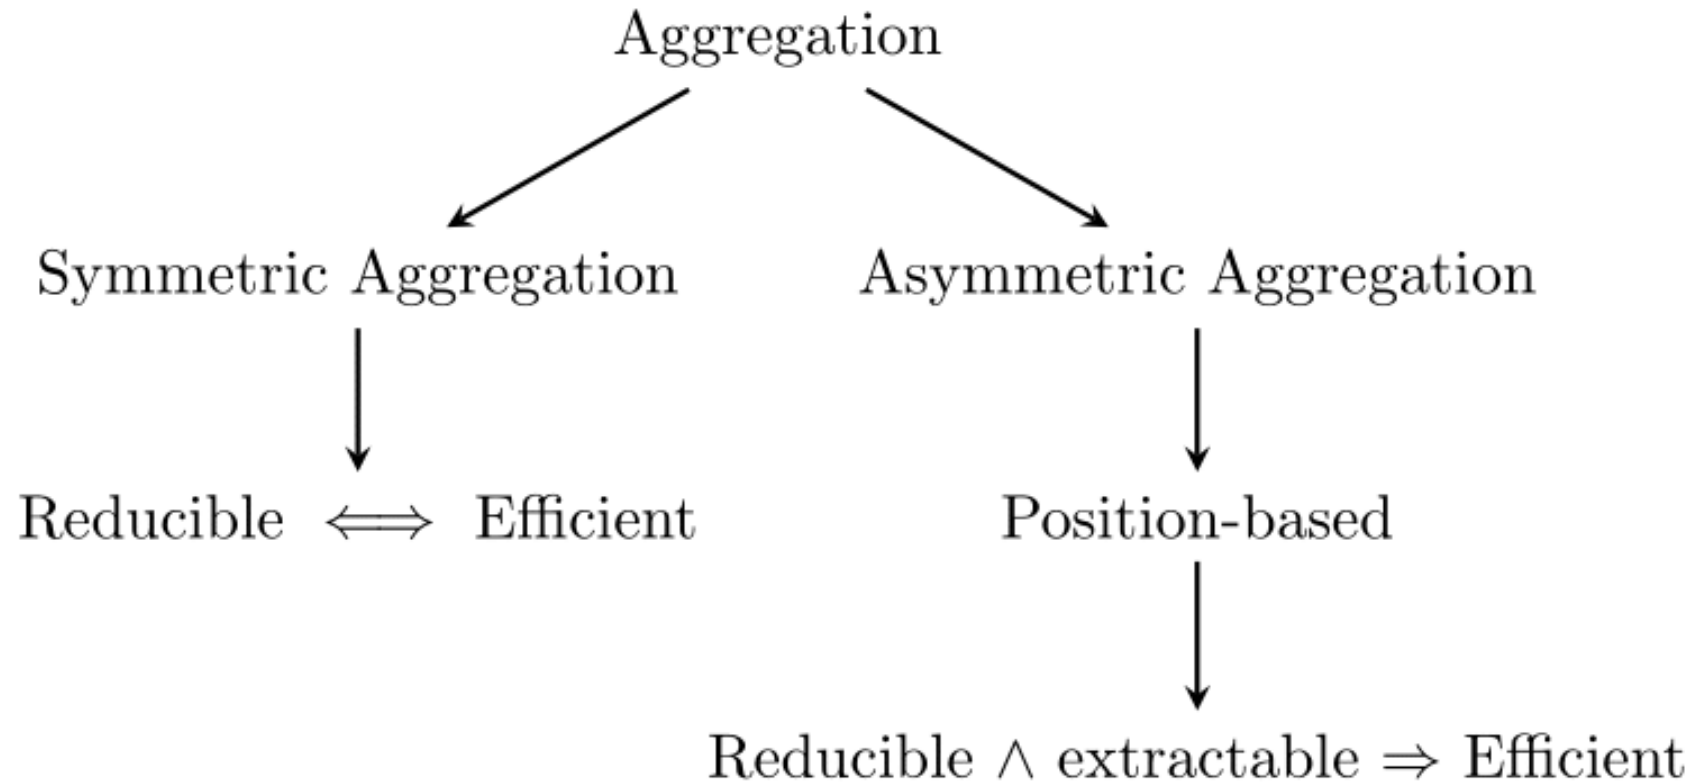 Aggregation
Symmetric Aggregation Asymmetric Aggregation
Reducible ⟺ Efficient Position-based
Reducible ∧ extractable ⇒ Efficient